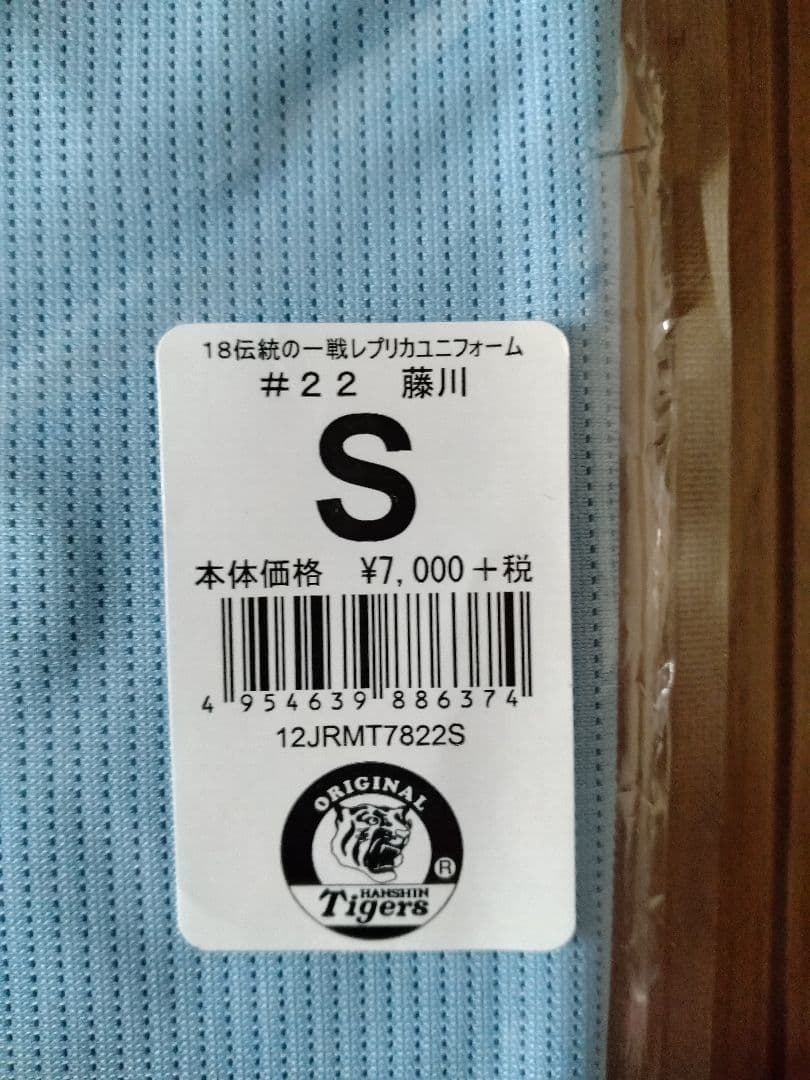 18伝統の一戦レプリカユニフォーム
#22 藤川
S
本体価格 ¥7,000+税
4 954639 886374
12JRMT7822S
ORIGINAL
®
HANSHIN
Tigers